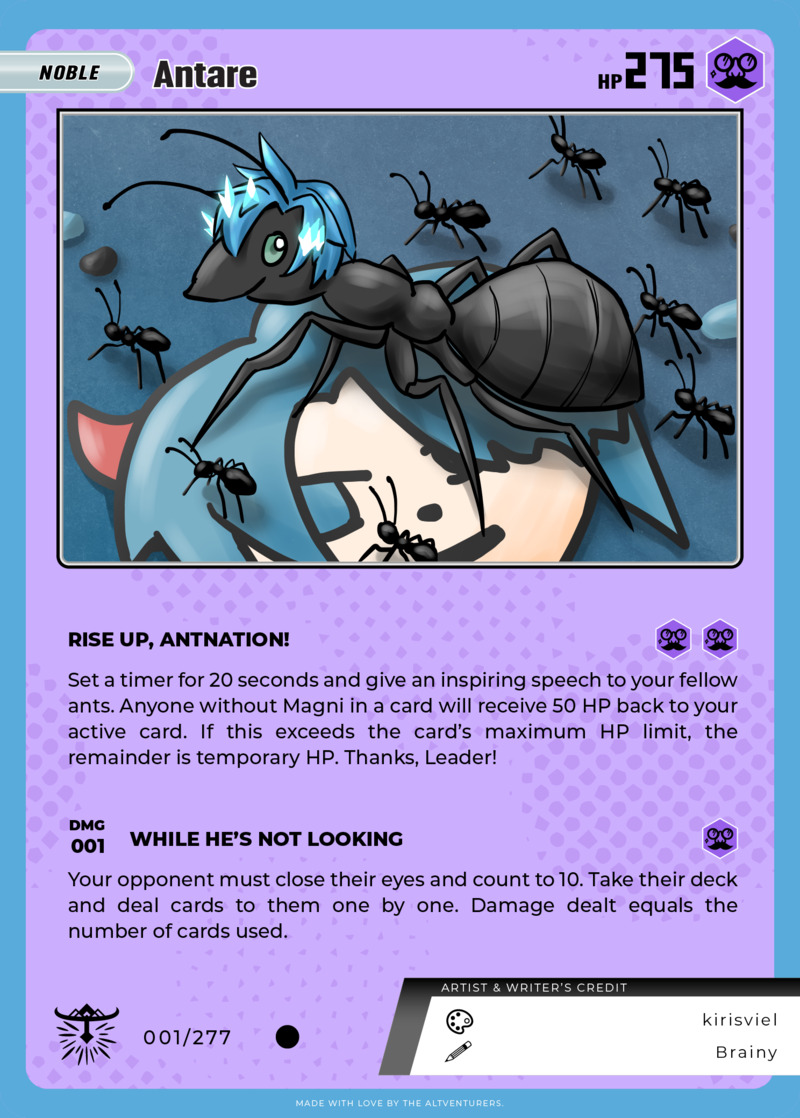 NOBLE
Antare
HP 275
RISE UP, ANTNATION!
Set a timer for 20 seconds and give an inspiring speech to your fellow
ants. Anyone without Magni in a card will receive 50 HP back to your
active card. If this exceeds the card’s maximum HP limit, the
remainder is temporary HP. Thanks, Leader!
DMG
001
WHILE HE’S NOT LOOKING
Your opponent must close their eyes and count to 10. Take their deck
and deal cards to them one by one. Damage dealt equals the
number of cards used.
ARTIST & WRITER’S CREDIT
kirisviel
001/277
Brainy
MADE WITH LOVE BY THE ALTVENTURERS.